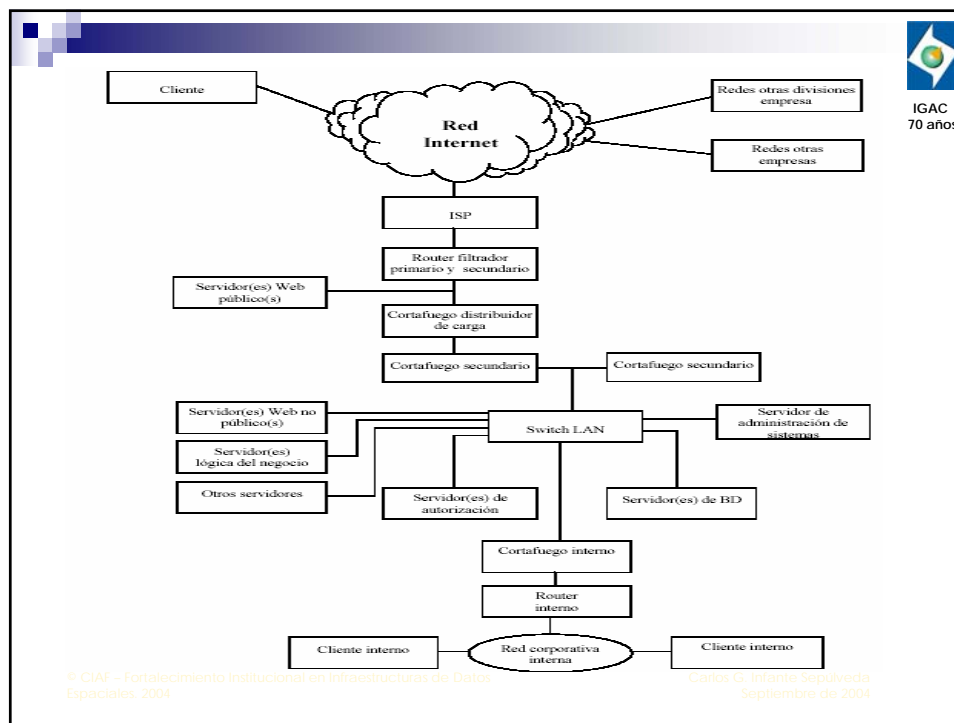 IGAC
70 años
Cliente
Red
Internet
Redes otras divisiones
empresa
Redes otras
empresas
ISP
Router filtrador
primario y secundario
Servidor(es) Web
público(s)
Cortafuego distribuidor
de carga
Cortafuego secundario
Cortafuego secundario
Servidor(es) Web no
público(s)
Switch LAN
Servidor de
administración de
sistemas
Servidor(es)
lógica del negocio
Otros servidores
Servidor(es) de
autorización
Servidor(es) de BD
Cortafuego interno
Router
interno
Cliente interno
Red corporativa
interna
Cliente interno
© CIAF - Fortalecimiento Institucional en Infraestructuras de Datos
Espaciales, 2004
Carlos G. Infante Sepúlveda
Septiembre de 2004